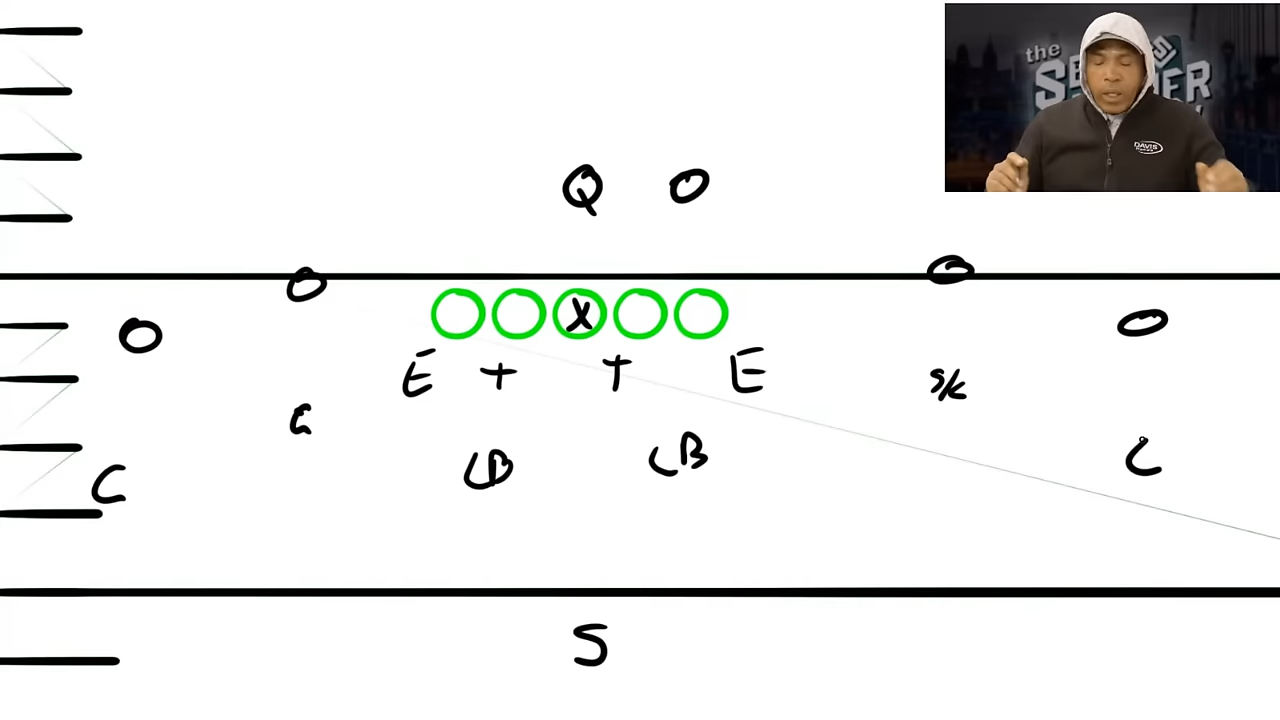 the
DAVIS
Q O
O O
X
O O
E T T E
S/C
C
LB LB
C C
S